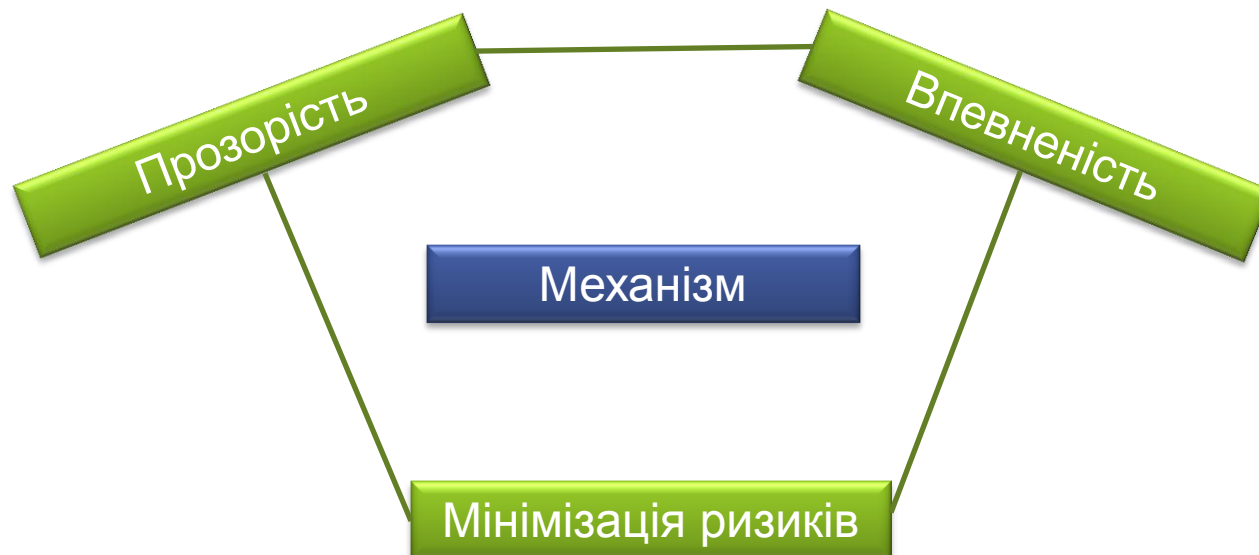 Прозорість
Впевненість
Механізм
Мінімізація ризиків